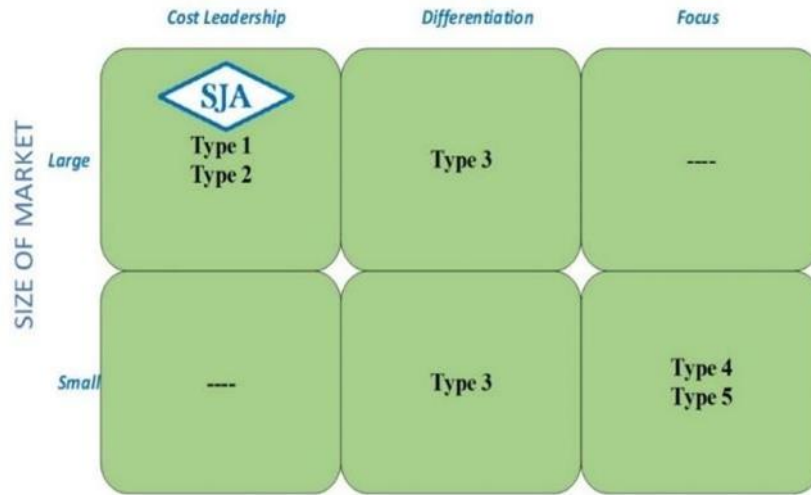 Cost Leadership Differentiation Focus
SIZE OF MARKET
Large
SJA
Type 1
Type 2
Type 3
----
Small
----
Type 3
Type 4
Type 5